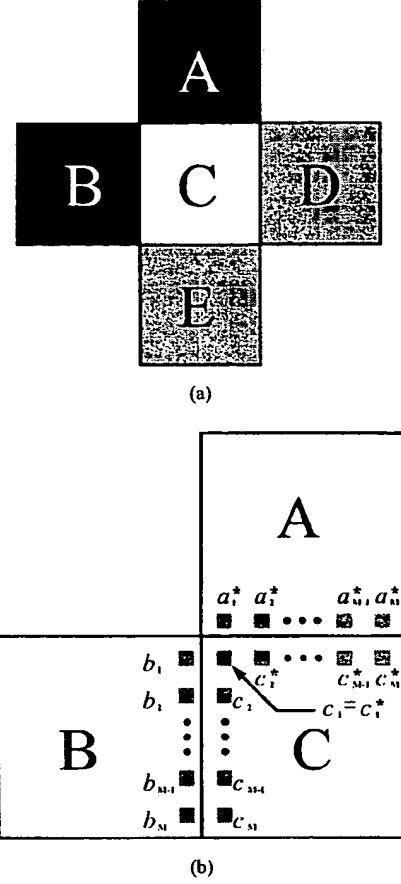 A
B C D
E
(a)
A
a*₁ a*₂ ••• a*M-1 a*M
b₁ c*₂ ••• c*M-1 c*M
b₂ c₂ c₁=c*₁
B C
bM-1 cM-1
bM cM
(b)